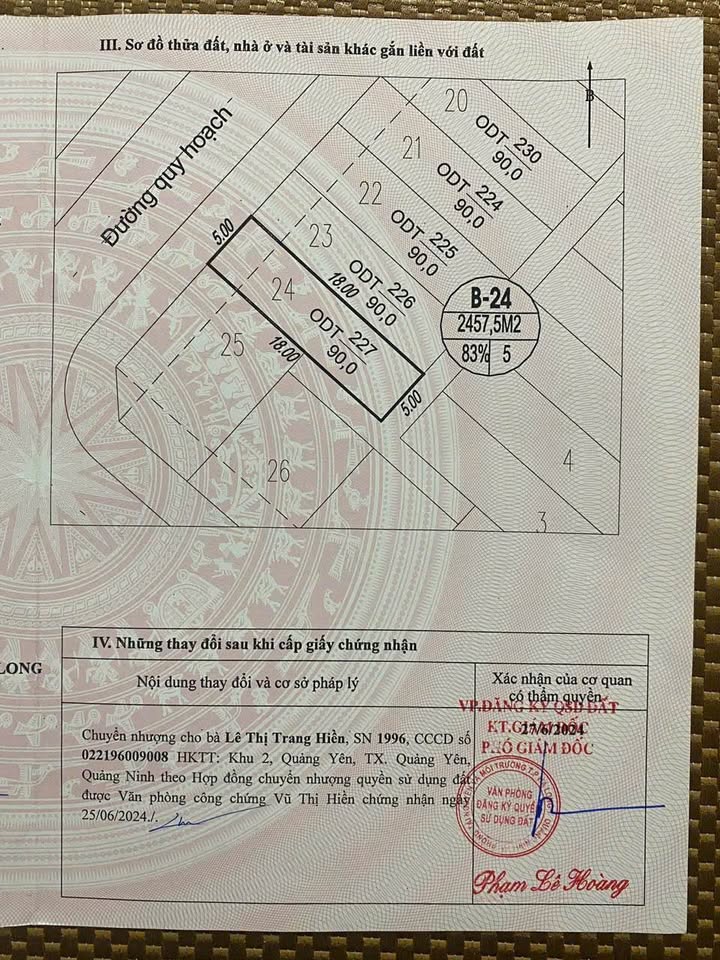 III. Sơ đồ thửa đất, nhà ở và tài sản khác gắn liền với đất
B
Đường quy hoạch
20
ODT 230
90,0
21
ODT 224
90,0
22
ODT 225
90,0
23
ODT 226
90,0
5.00
18.00
24
ODT 227
90,0
18.00
5.00
25
26
B-24
2457,5M2
83% 5
4
3
LONG
IV. Những thay đổi sau khi cấp giấy chứng nhận
Nội dung thay đổi và cơ sở pháp lý
Xác nhận của cơ quan
có thẩm quyền
Chuyển nhượng cho bà Lê Thị Trang Hiền, SN 1996, CCCD số
022196009008 HKTT: Khu 2, Quảng Yên, TX. Quảng Yên,
Quảng Ninh theo Hợp đồng chuyển nhượng quyền sử dụng đất
được Văn phòng công chứng Vũ Thị Hiền chứng nhận ngày
25/06/2024./.
VP.ĐĂNG KÝ QSD ĐẤT
27/6/2024
KT.GIÁM ĐỐC
PHÓ GIÁM ĐỐC
VĂN PHÒNG
ĐĂNG KÝ QUYỀN
SỬ DỤNG ĐẤT
Phạm Lê Hoàng